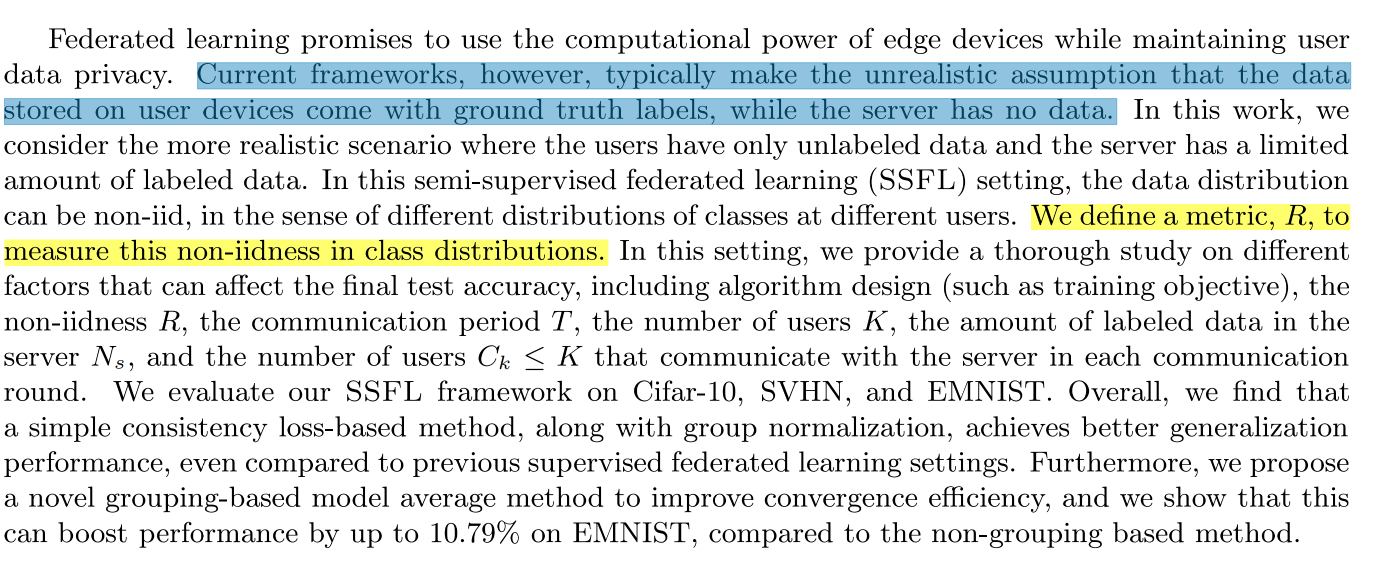 Federated learning promises to use the computational power of edge devices while maintaining user
data privacy. Current frameworks, however, typically make the unrealistic assumption that the data
stored on user devices come with ground truth labels, while the server has no data. In this work, we
consider the more realistic scenario where the users have only unlabeled data and the server has a limited
amount of labeled data. In this semi-supervised federated learning (SSFL) setting, the data distribution
can be non-iid, in the sense of different distributions of classes at different users. We define a metric, R, to
measure this non-iidness in class distributions. In this setting, we provide a thorough study on different
factors that can affect the final test accuracy, including algorithm design (such as training objective), the
non-iidness R, the communication period T, the number of users K, the amount of labeled data in the
server Nₛ, and the number of users Cₖ ≤ K that communicate with the server in each communication
round. We evaluate our SSFL framework on Cifar-10, SVHN, and EMNIST. Overall, we find that
a simple consistency loss-based method, along with group normalization, achieves better generalization
performance, even compared to previous supervised federated learning settings. Furthermore, we propose
a novel grouping-based model average method to improve convergence efficiency, and we show that this
can boost performance by up to 10.79% on EMNIST, compared to the non-grouping based method.